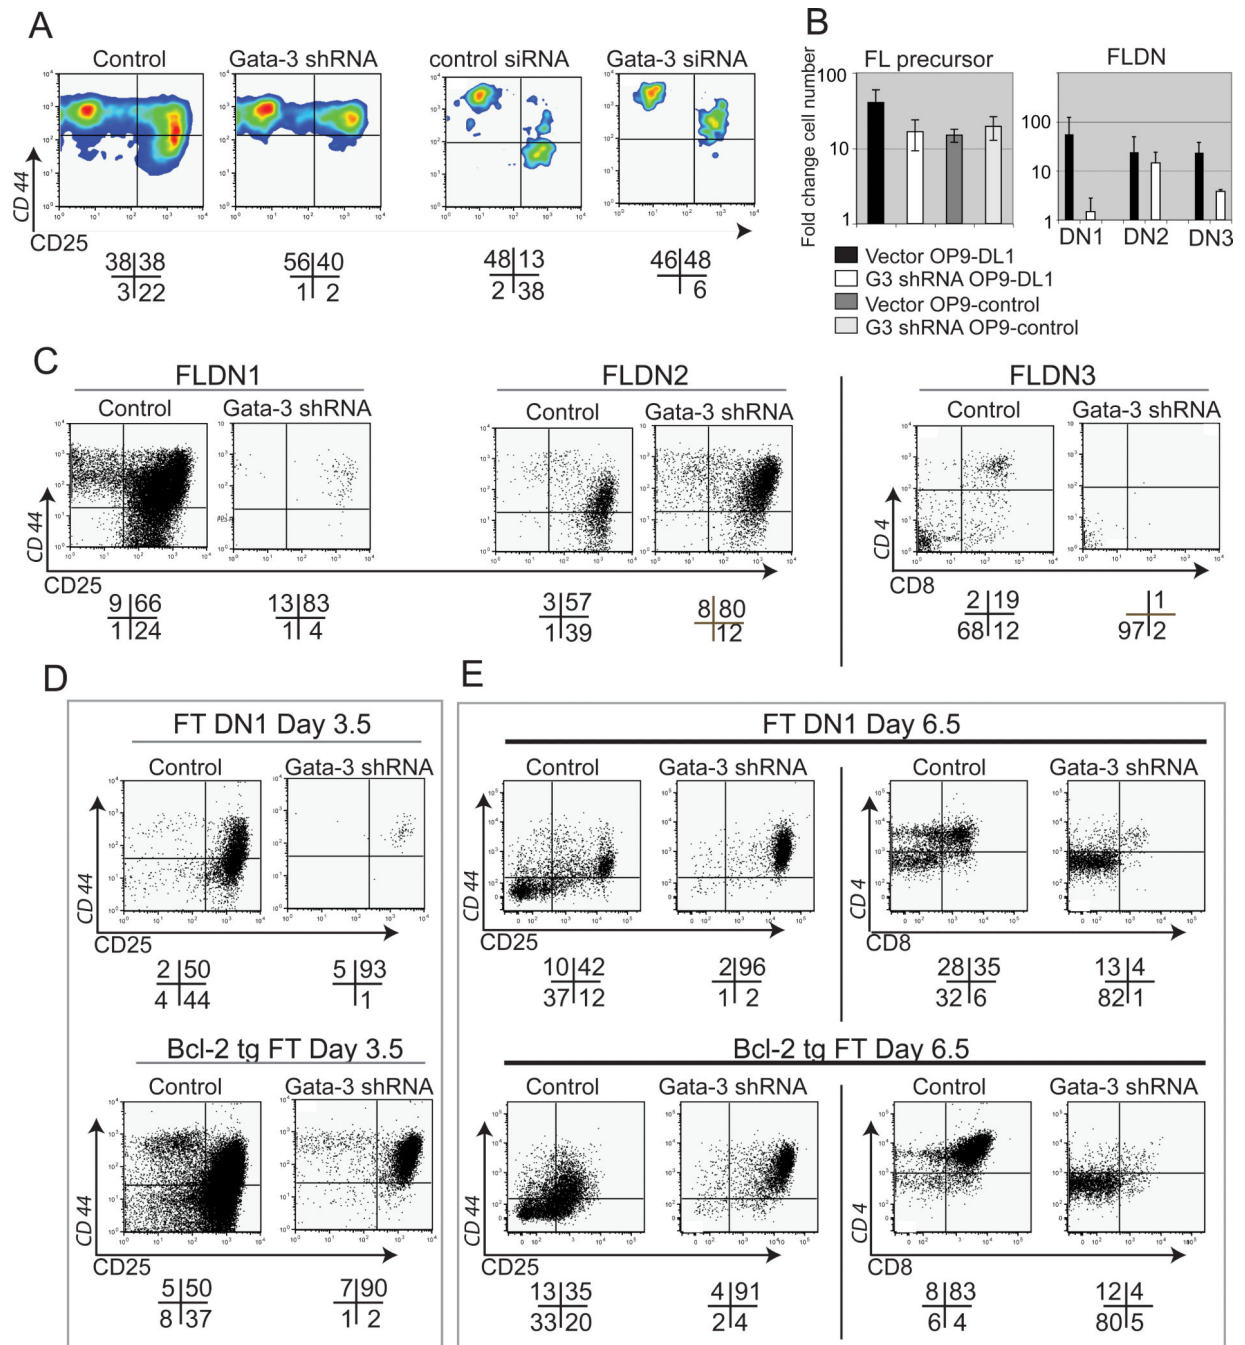 A
Control
Gata-3 shRNA
control siRNA
Gata-3 siRNA
CD 44
CD25
38 38
3 22
56 40
1 2
48 13
2 38
46 48
6
B
FL precursor
FLDN
Fold change cell number
100
10
1
100
10
1
DN1 DN2 DN3
Vector OP9-DL1
G3 shRNA OP9-DL1
Vector OP9-control
G3 shRNA OP9-control
C
FLDN1
Control
Gata-3 shRNA
FLDN2
Control
Gata-3 shRNA
FLDN3
Control
Gata-3 shRNA
CD 44
CD25
CD 4
CD8
9 66
1 24
13 83
1 4
3 57
1 39
8 80
12
2 19
68 12
1
97 2
D
FT DN1 Day 3.5
Control
Gata-3 shRNA
CD 44
CD25
2 50
4 44
5 93
1
Bcl-2 tg FT Day 3.5
Control
Gata-3 shRNA
CD 44
CD25
5 50
8 37
7 90
1 2
E
FT DN1 Day 6.5
Control
Gata-3 shRNA
Control
Gata-3 shRNA
CD 44
CD25
CD 4
CD8
10 42
37 12
2 96
1 2
28 35
32 6
13 4
82 1
Bcl-2 tg FT Day 6.5
Control
Gata-3 shRNA
Control
Gata-3 shRNA
CD 44
CD25
CD 4
CD8
13 35
33 20
4 91
2 4
8 83
6 4
12 4
80 5